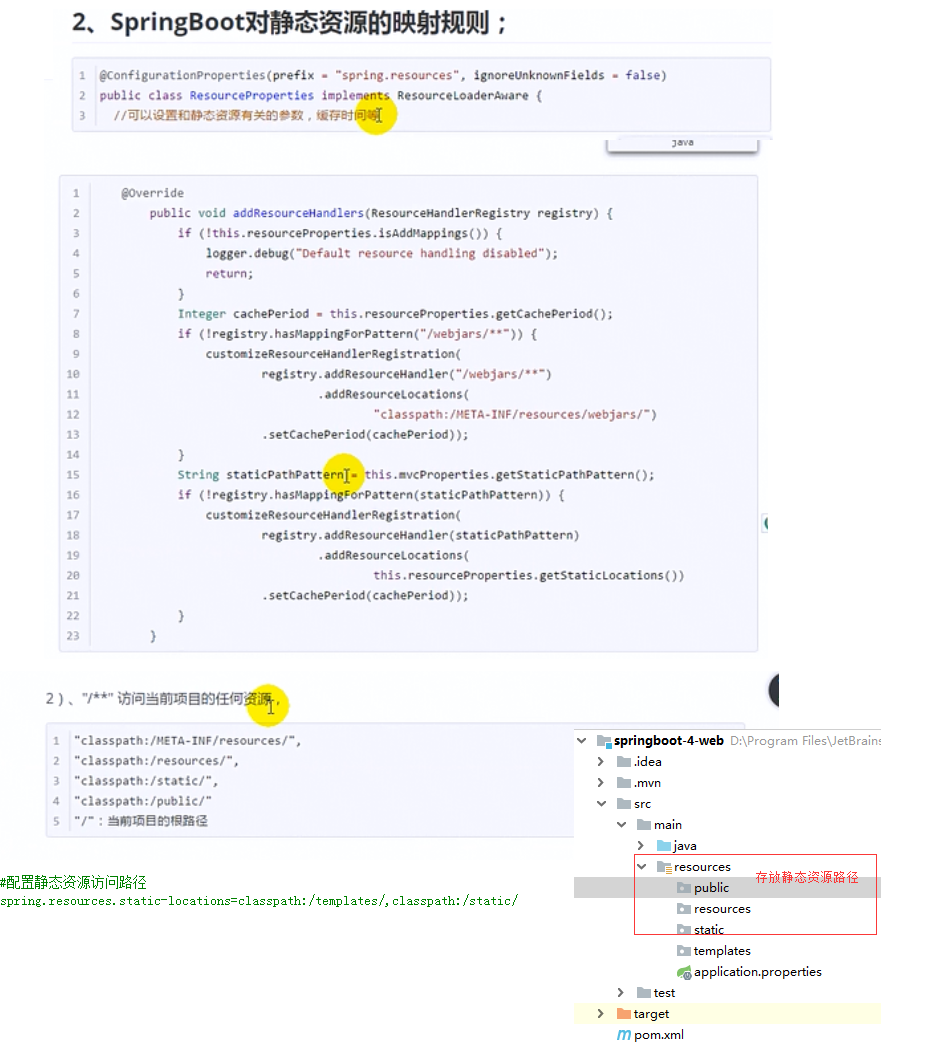 2、SpringBoot对静态资源的映射规则；
1 @ConfigurationProperties(prefix = "spring.resources", ignoreUnknownFields = false)
2 public class ResourceProperties implements ResourceLoaderAware {
3 //可以设置和静态资源有关的参数，缓存时间等
java
1 @Override
2 public void addResourceHandlers(ResourceHandlerRegistry registry) {
3 if (!this.resourceProperties.isAddMappings()) {
4 logger.debug("Default resource handling disabled");
5 return;
6 }
7 Integer cachePeriod = this.resourceProperties.getCachePeriod();
8 if (!registry.hasMappingForPattern("/webjars/**")) {
9 customizeResourceHandlerRegistration(
10 registry.addResourceHandler("/webjars/**")
11 .addResourceLocations(
12 "classpath:/META-INF/resources/webjars/")
13 .setCachePeriod(cachePeriod));
14 }
15 String staticPathPattern = this.mvcProperties.getStaticPathPattern();
16 if (!registry.hasMappingForPattern(staticPathPattern)) {
17 customizeResourceHandlerRegistration(
18 registry.addResourceHandler(staticPathPattern)
19 .addResourceLocations(
20 this.resourceProperties.getStaticLocations())
21 .setCachePeriod(cachePeriod));
22 }
23 }
2）、"/**" 访问当前项目的任何资源，
1 "classpath:/META-INF/resources/",
2 "classpath:/resources/",
3 "classpath:/static/",
4 "classpath:/public/"
5 "/"：当前项目的根路径
#配置静态资源访问路径
spring.resources.static-locations=classpath:/templates/,classpath:/static/
springboot-4-web D:\Program Files\JetBrains
.idea
.mvn
src
main
java
resources
public 存放静态资源路径
resources
static
templates
application.properties
test
target
pom.xml